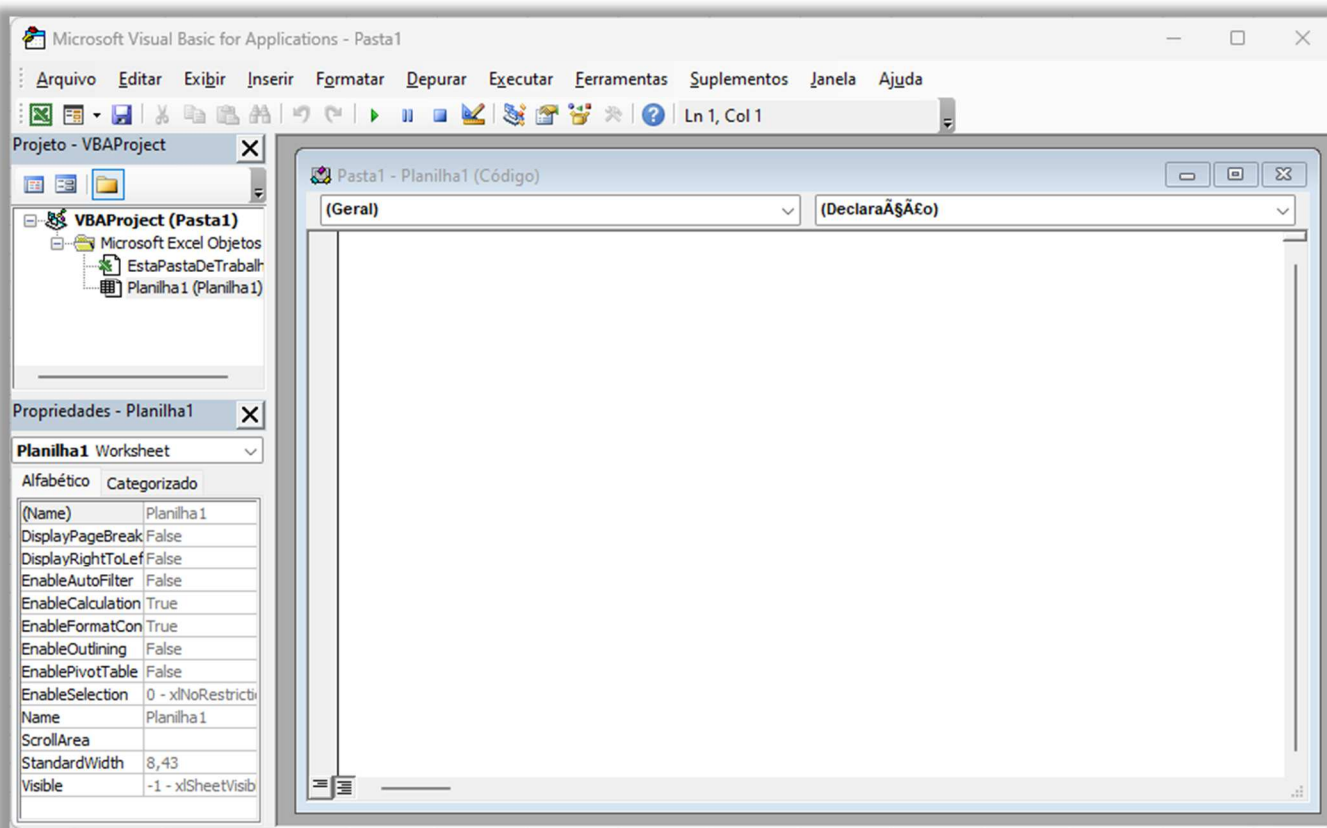 Microsoft Visual Basic for Applications - Pasta1
Arquivo Editar Exibir Inserir Formatar Depurar Executar Ferramentas Suplementos Janela Ajuda
Ln 1, Col 1
Projeto - VBAProject
VBAProject (Pasta1)
Microsoft Excel Objetos
EstaPastaDeTrabalh
Planilha1 (Planilha1)
Propriedades - Planilha1
Planilha1 Worksheet
Alfabético Categorizado
(Name) Planilha1
DisplayPageBreak False
DisplayRightToLef False
EnableAutoFilter False
EnableCalculation True
EnableFormatCon True
EnableOutlining False
EnablePivotTable False
EnableSelection 0 - xlNoRestricti
Name Planilha1
ScrollArea
StandardWidth 8,43
Visible -1 - xlSheetVisib
Pasta1 - Planilha1 (Código)
(Geral) (DeclaraÃ§Ã£o)